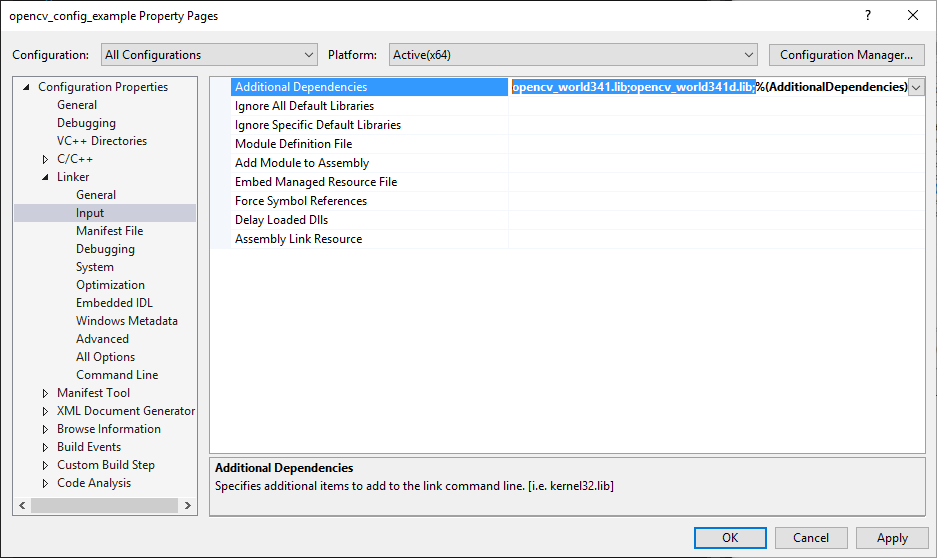 opencv_config_example Property Pages
?
Configuration: All Configurations Platform: Active(x64) Configuration Manager...
Configuration Properties
General
Debugging
VC++ Directories
C/C++
Linker
General
Input
Manifest File
Debugging
System
Optimization
Embedded IDL
Windows Metadata
Advanced
All Options
Command Line
Manifest Tool
XML Document Generator
Browse Information
Build Events
Custom Build Step
Code Analysis
Additional Dependencies opencv_world341.lib;opencv_world341d.lib;%(AdditionalDependencies)
Ignore All Default Libraries
Ignore Specific Default Libraries
Module Definition File
Add Module to Assembly
Embed Managed Resource File
Force Symbol References
Delay Loaded Dlls
Assembly Link Resource
Additional Dependencies
Specifies additional items to add to the link command line. [i.e. kernel32.lib]
OK Cancel Apply